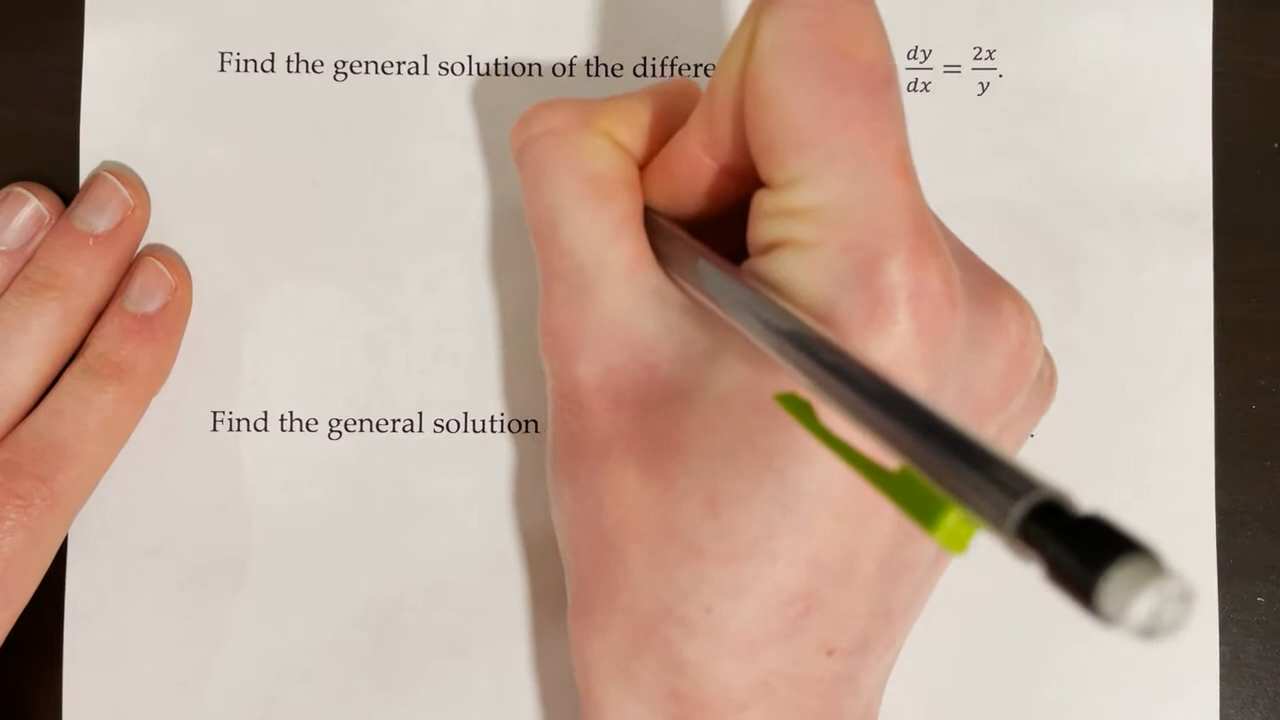 Find the general solution of the differe dy/dx = 2x/y.
Find the general solution .